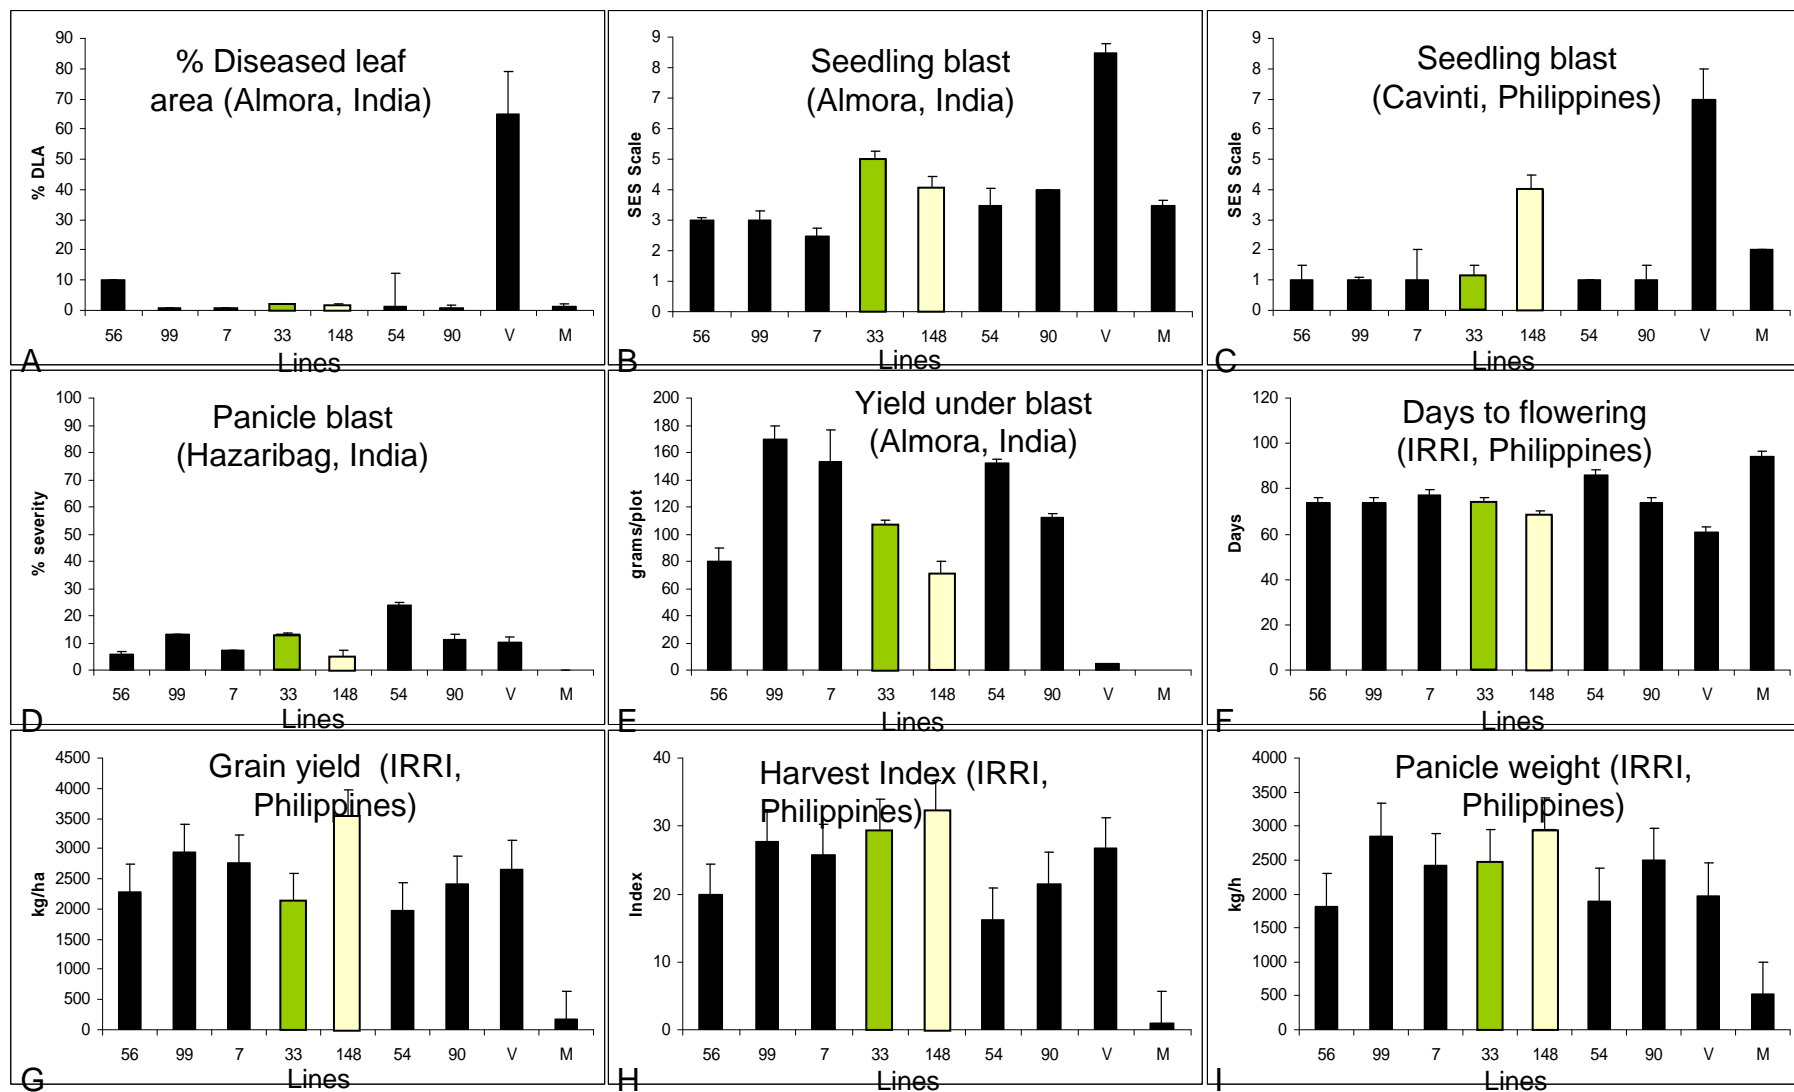 % Diseased leaf
area (Almora, India)
% DLA
90
80
70
60
50
40
30
20
10
0
56 99 7 33 148 54 90 V M
Lines
A
Seedling blast
(Almora, India)
SES Scale
9
8
7
6
5
4
3
2
1
0
56 99 7 33 148 54 90 V M
Lines
B
Seedling blast
(Cavinti, Philippines)
SES Scale
9
8
7
6
5
4
3
2
1
0
56 99 7 33 148 54 90 V M
Lines
C
Panicle blast
(Hazaribag, India)
% severity
100
90
80
70
60
50
40
30
20
10
0
56 99 7 33 148 54 90 V M
Lines
D
Yield under blast
(Almora, India)
grams/plot
200
180
160
140
120
100
80
60
40
20
0
56 99 7 33 148 54 90 V M
Lines
E
Days to flowering
(IRRI, Philippines)
Days
120
100
80
60
40
20
0
56 99 7 33 148 54 90 V M
Lines
F
Grain yield (IRRI,
Philippines)
kg/ha
4500
4000
3500
3000
2500
2000
1500
1000
500
0
56 99 7 33 148 54 90 V M
Lines
G
Harvest Index (IRRI,
Philippines)
Index
40
30
20
10
0
56 99 7 33 148 54 90 V M
Lines
H
Panicle weight (IRRI,
Philippines)
kg/h
4000
3500
3000
2500
2000
1500
1000
500
0
56 99 7 33 148 54 90 V M
Lines
I